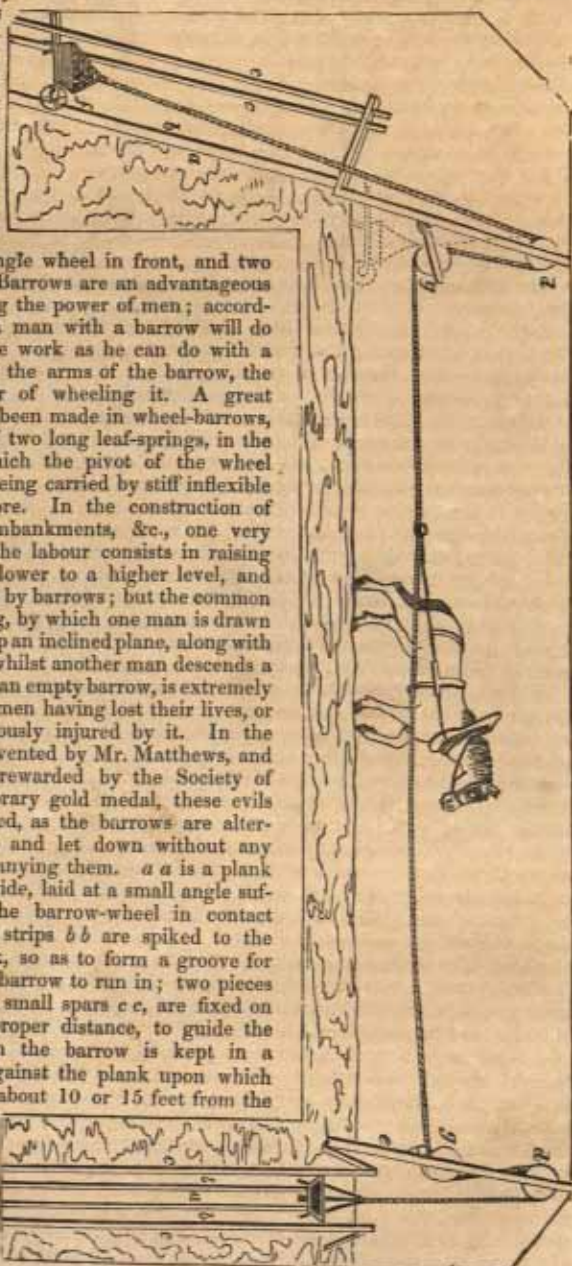 c
c
b
a
g
d
ngle wheel in front, and two
Barrows are an advantageous
g the power of men; accord-
man with a barrow will do
e work as he can do with a
the arms of the barrow, the
r of wheeling it. A great
been made in wheel-barrows,
f two long leaf-springs, in the
hich the pivot of the wheel
eing carried by stiff inflexible
ore. In the construction of
mbankments, &c., one very
he labour consists in raising
lower to a higher level, and
by barrows; but the common
g, by which one man is drawn
p an inclined plane, along with
whilst another man descends a
an empty barrow, is extremely
men having lost their lives, or
ously injured by it. In the
vented by Mr. Matthews, and
rewarded by the Society of
orary gold medal, these evils
ed, as the barrows are alter-
and let down without any
anying them. a a is a plank
ide, laid at a small angle suf-
he barrow-wheel in contact
strips b b are spiked to the
k, so as to form a groove for
barrow to run in; two pieces
small spars c c, are fixed on
proper distance, to guide the
h the barrow is kept in a
gainst the plank upon which
about 10 or 15 feet from the
e
g
d
c
b
a
b